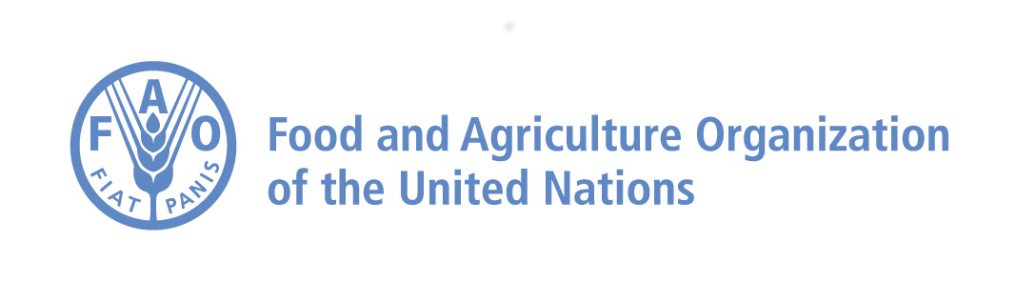 F A O
FIAT PANIS
Food and Agriculture Organization
of the United Nations